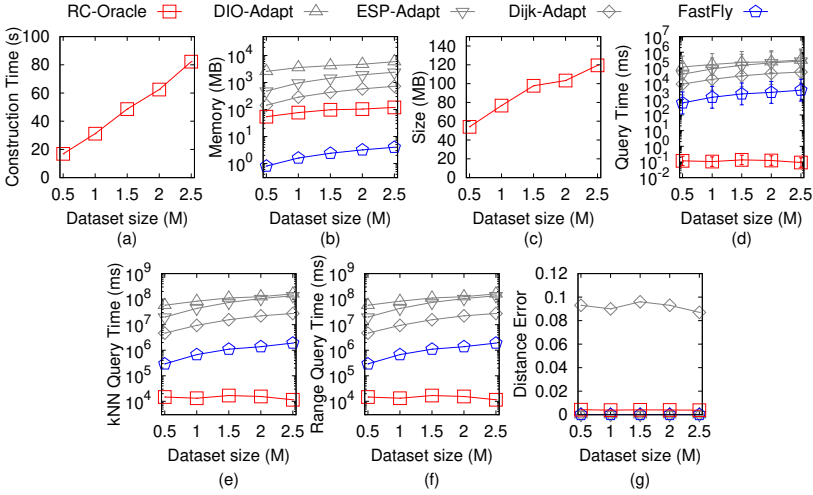 RC-Oracle DIO-Adapt ESP-Adapt Dijk-Adapt FastFly
Construction Time (s)
100
80
60
40
20
0
0.5 1 1.5 2 2.5
Dataset size (M)
(a)
Memory (MB)
10^4
10^3
10^2
10^1
10^0
0.5 1 1.5 2 2.5
Dataset size (M)
(b)
Size (MB)
140
120
100
80
60
40
20
0
0.5 1 1.5 2 2.5
Dataset size (M)
(c)
Query Time (ms)
10^7
10^6
10^5
10^4
10^3
10^2
10^1
10^0
10^-1
10^-2
0.5 1 1.5 2 2.5
Dataset size (M)
(d)
kNN Query Time (ms)
10^9
10^8
10^7
10^6
10^5
10^4
0.5 1 1.5 2 2.5
Dataset size (M)
(e)
Range Query Time (ms)
10^9
10^8
10^7
10^6
10^5
10^4
0.5 1 1.5 2 2.5
Dataset size (M)
(f)
Distance Error
0.12
0.1
0.08
0.06
0.04
0.02
0
0.5 1 1.5 2 2.5
Dataset size (M)
(g)